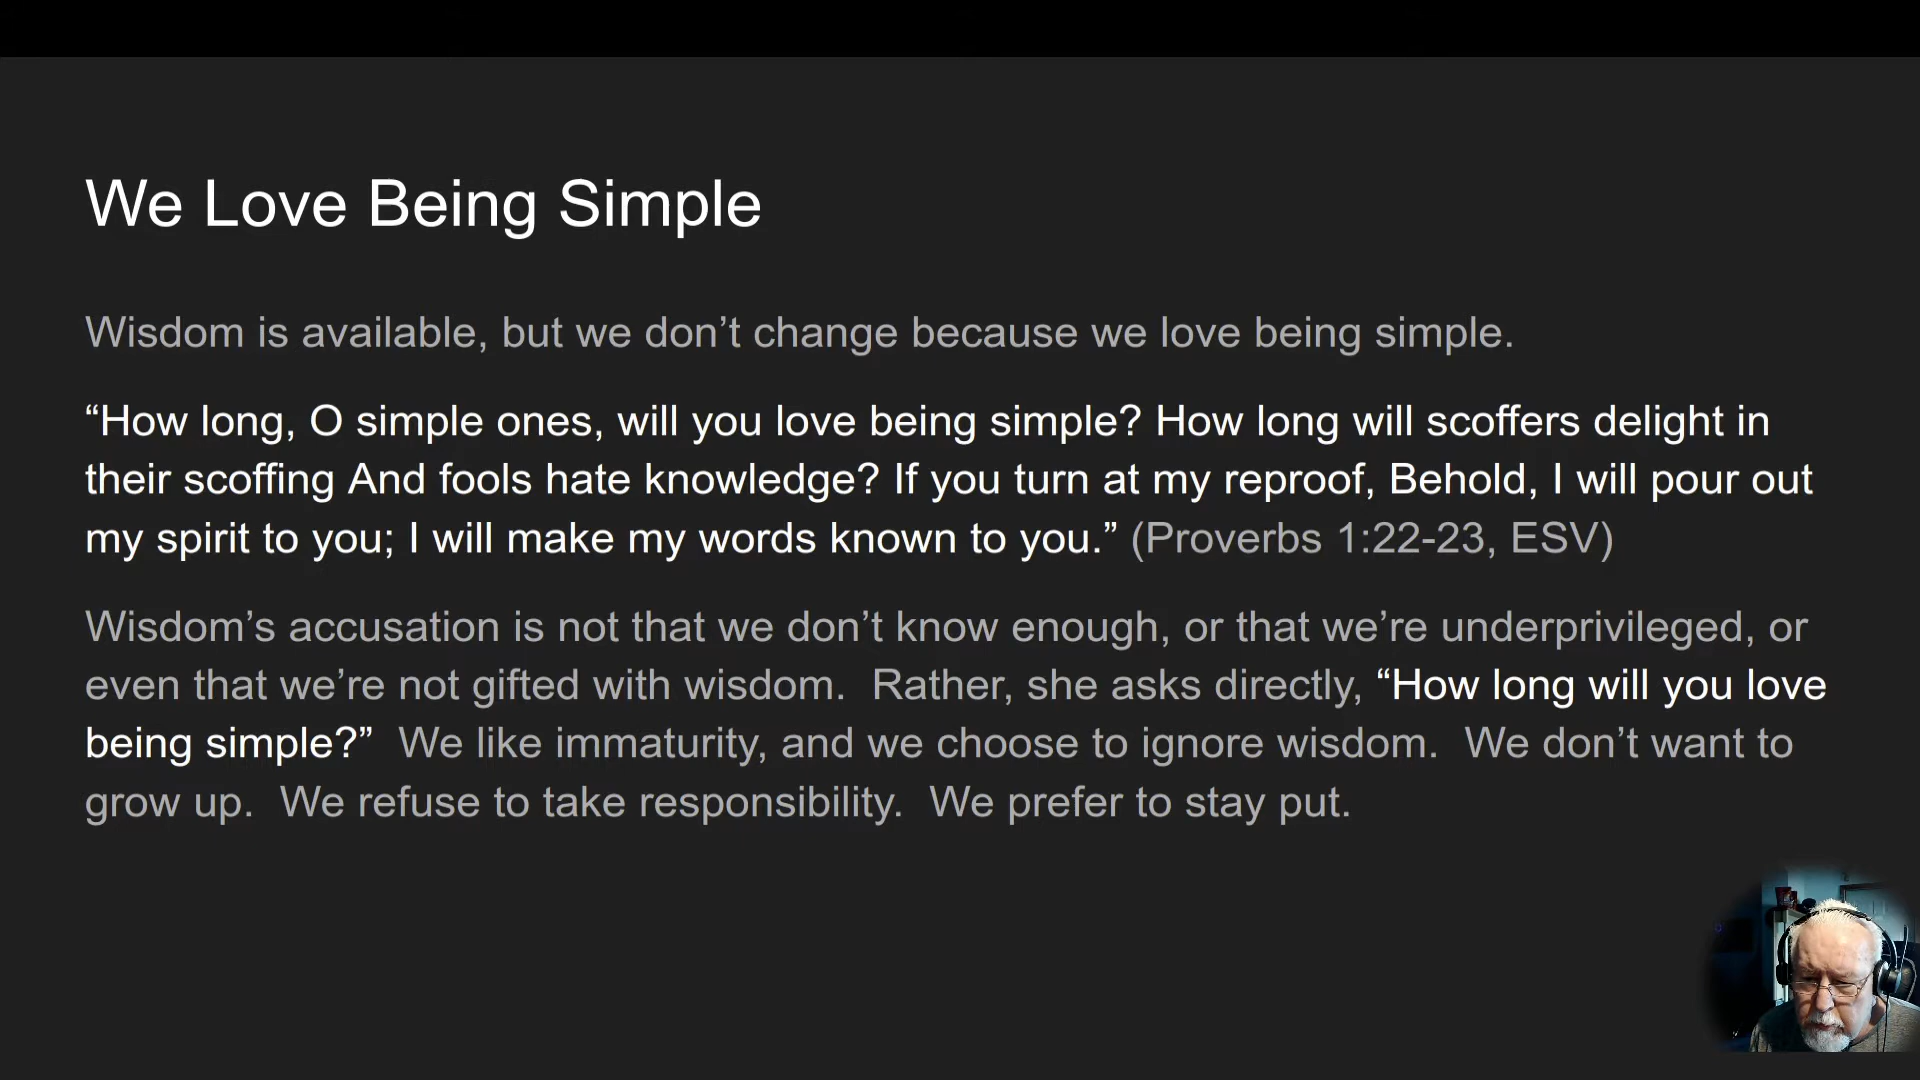 We Love Being Simple
Wisdom is available, but we don’t change because we love being simple.
“How long, O simple ones, will you love being simple? How long will scoffers delight in
their scoffing And fools hate knowledge? If you turn at my reproof, Behold, I will pour out
my spirit to you; I will make my words known to you.” (Proverbs 1:22-23, ESV)
Wisdom’s accusation is not that we don’t know enough, or that we’re underprivileged, or
even that we’re not gifted with wisdom.  Rather, she asks directly, “How long will you love
being simple?”  We like immaturity, and we choose to ignore wisdom.  We don’t want to
grow up.  We refuse to take responsibility.  We prefer to stay put.